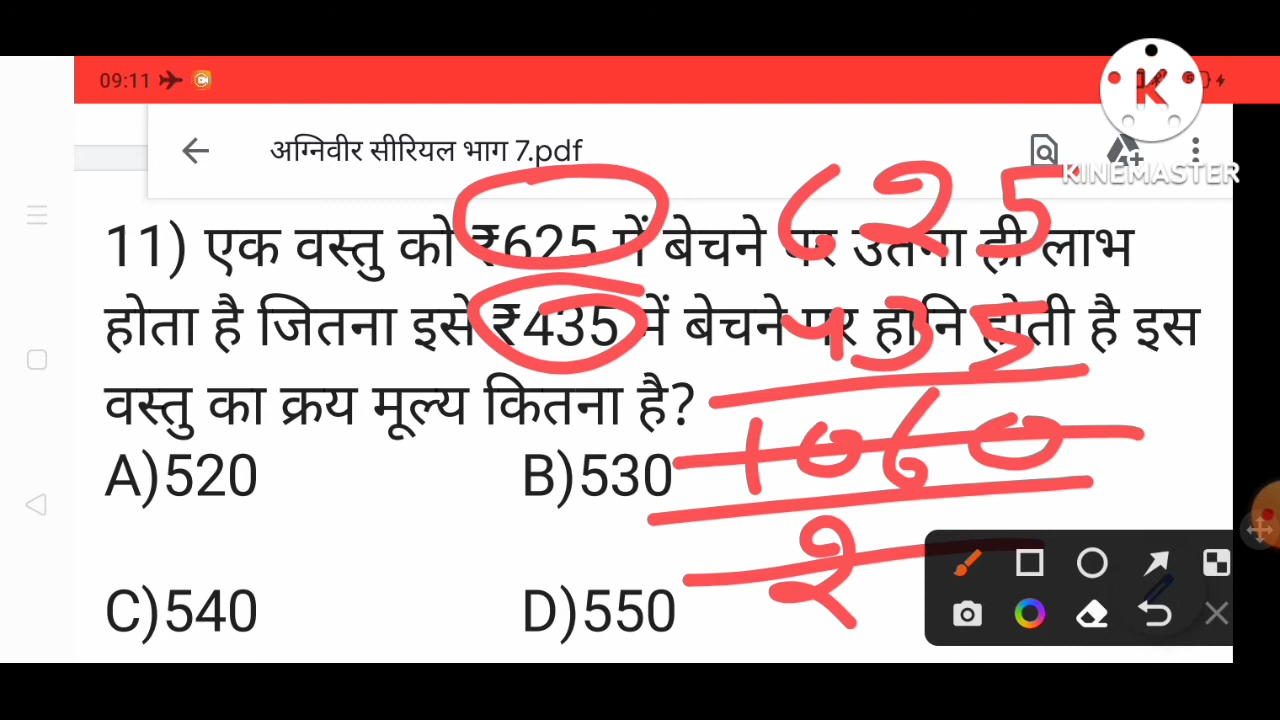 09:11
K
अग्निवीर सीरियल भाग 7.pdf
KINEMASTER
11) एक वस्तु को ₹625 में बेचने पर उतना ही लाभ
होता है जितना इसे ₹435 में बेचने पर हानि होती है इस
वस्तु का क्रय मूल्य कितना है?
A)520 B)530
C)540 D)550
625
435
1060
2